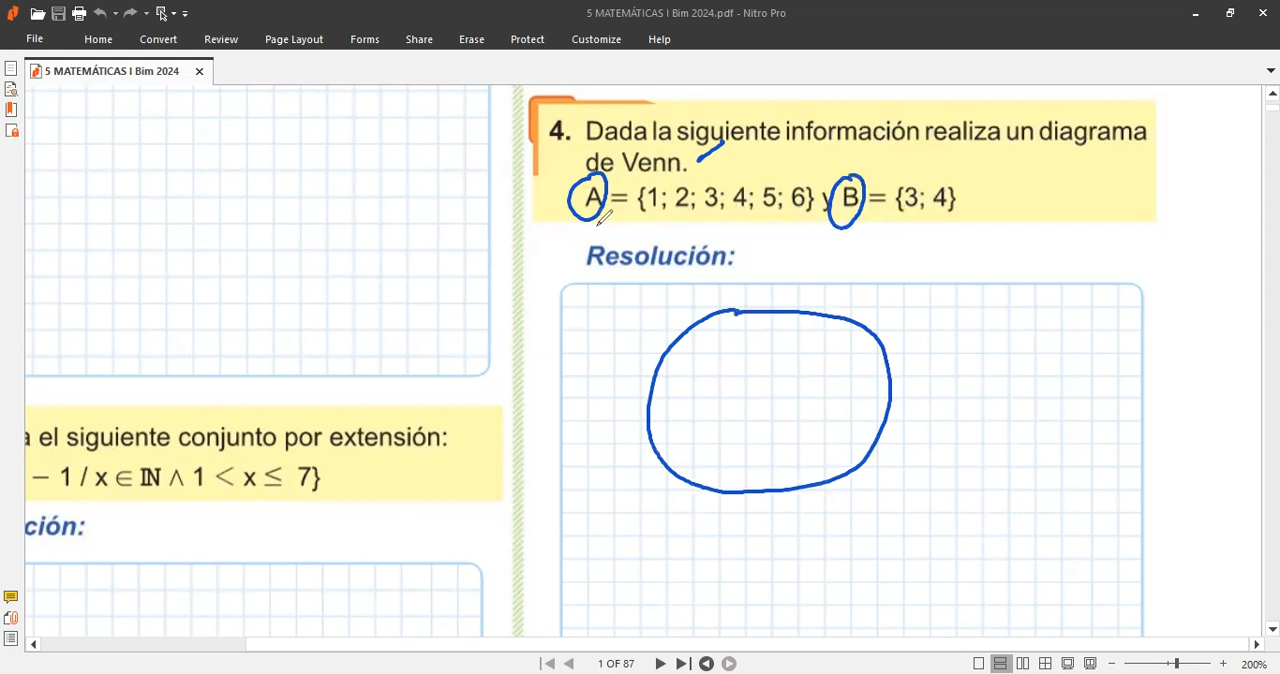 5 MATEMÁTICAS I Bim 2024.pdf - Nitro Pro
File Home Convert Review Page Layout Forms Share Erase Protect Customize Help
5 MATEMÁTICAS I Bim 2024
4. Dada la siguiente información realiza un diagrama
de Venn.
A = {1; 2; 3; 4; 5; 6} y B = {3; 4}
Resolución:
a el siguiente conjunto por extensión:
− 1 / x ∈ ℕ ∧ 1 < x ≤ 7}
ción:
1 OF 87
200%